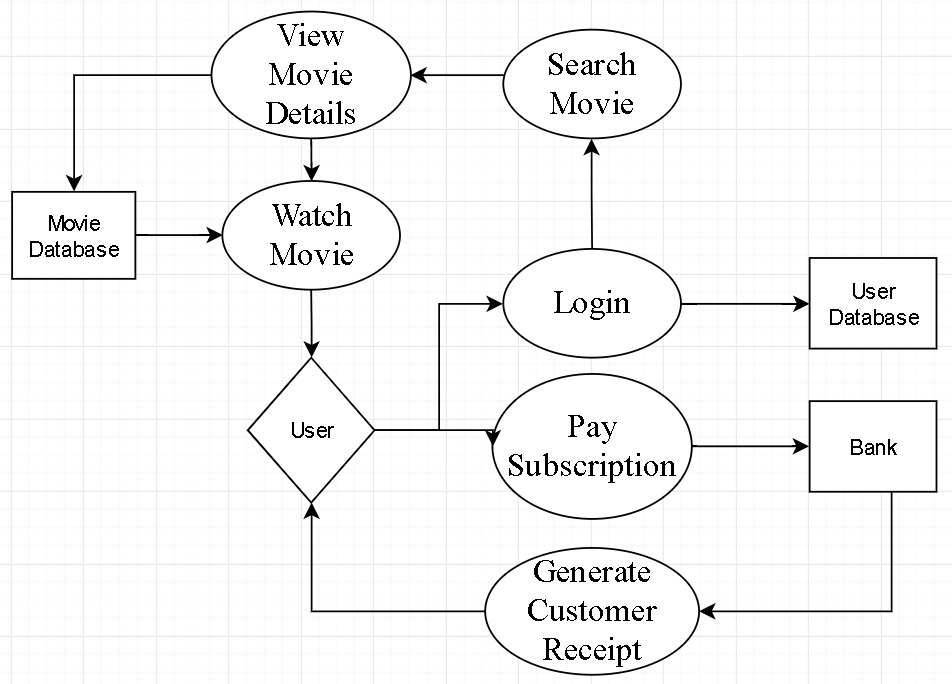 View
Movie
Details
Search
Movie
Movie
Database
Watch
Movie
Login
User
Database
User
Pay
Subscription
Bank
Generate
Customer
Receipt